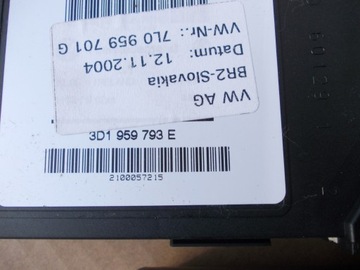 VW AG
BR2-Slovakia
Datum: 12.11.2004
VW-Nr.: 7L0 959 701 G
3D1 959 793 E
2100057215